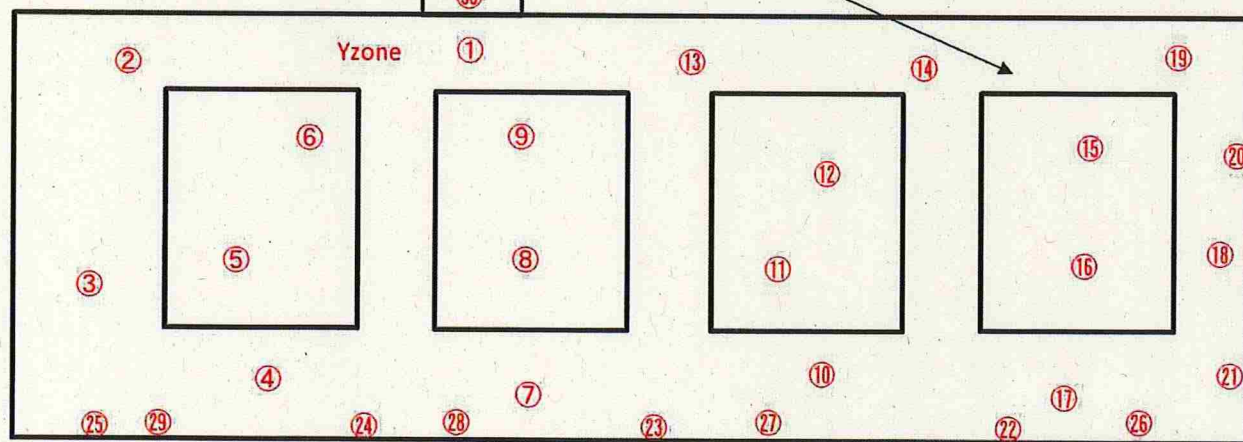 ② Yzone ① ⑬ ⑭ ⑲
⑥ ⑨ ⑫ ⑮ ⑳
⑤ ⑧ ⑪ ⑯ ⑱
③
④ ⑦ ⑩ ⑰ ㉑
㉕ ㉙ ㉔ ㉘ ㉓ ㉗ ㉒ ㉖